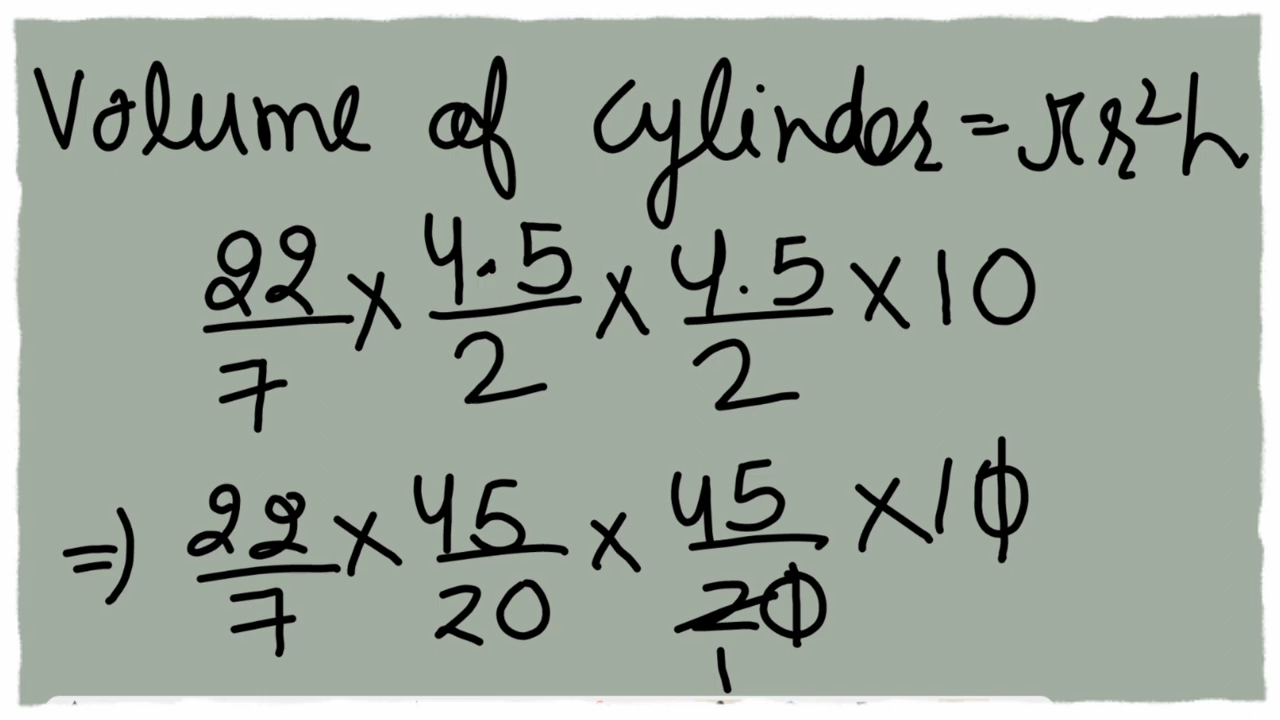 Volume of cylinder = πr²h
22/7 × 4.5/2 × 4.5/2 × 10
⇒ 22/7 × 45/20 × 45/20 × 10
1